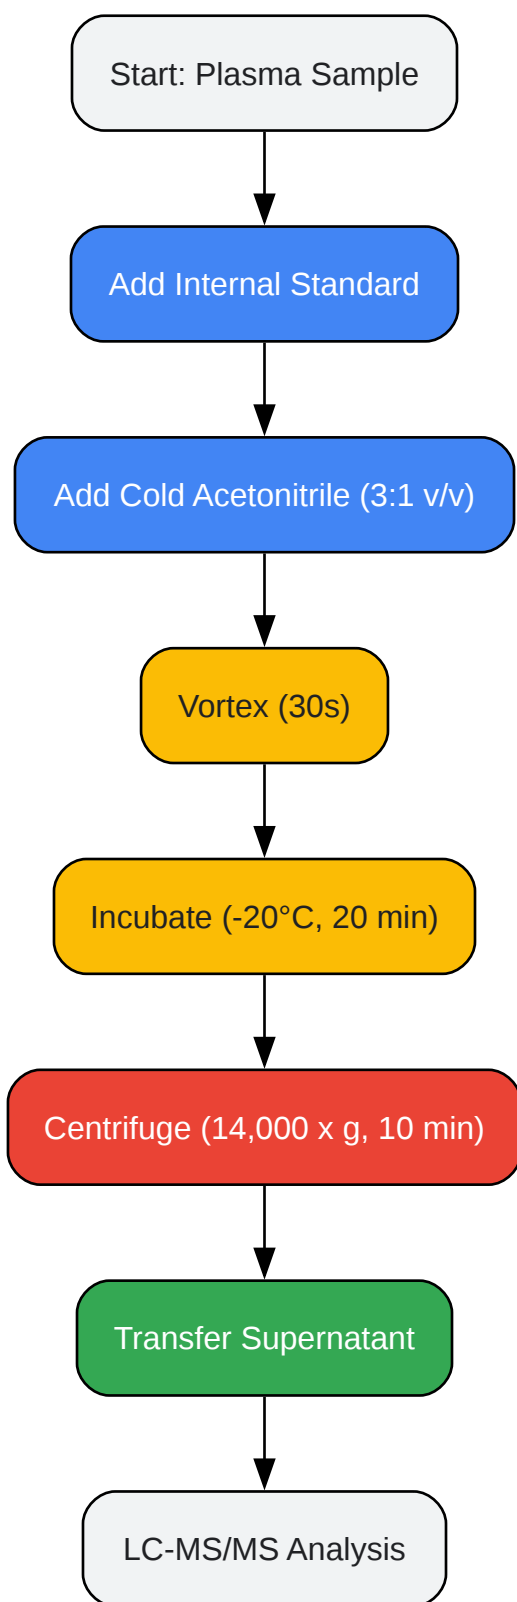 Start: Plasma Sample
Add Internal Standard
Add Cold Acetonitrile (3:1 v/v)
Vortex (30s)
Incubate (-20°C, 20 min)
Centrifuge (14,000 x g, 10 min)
Transfer Supernatant
LC-MS/MS Analysis